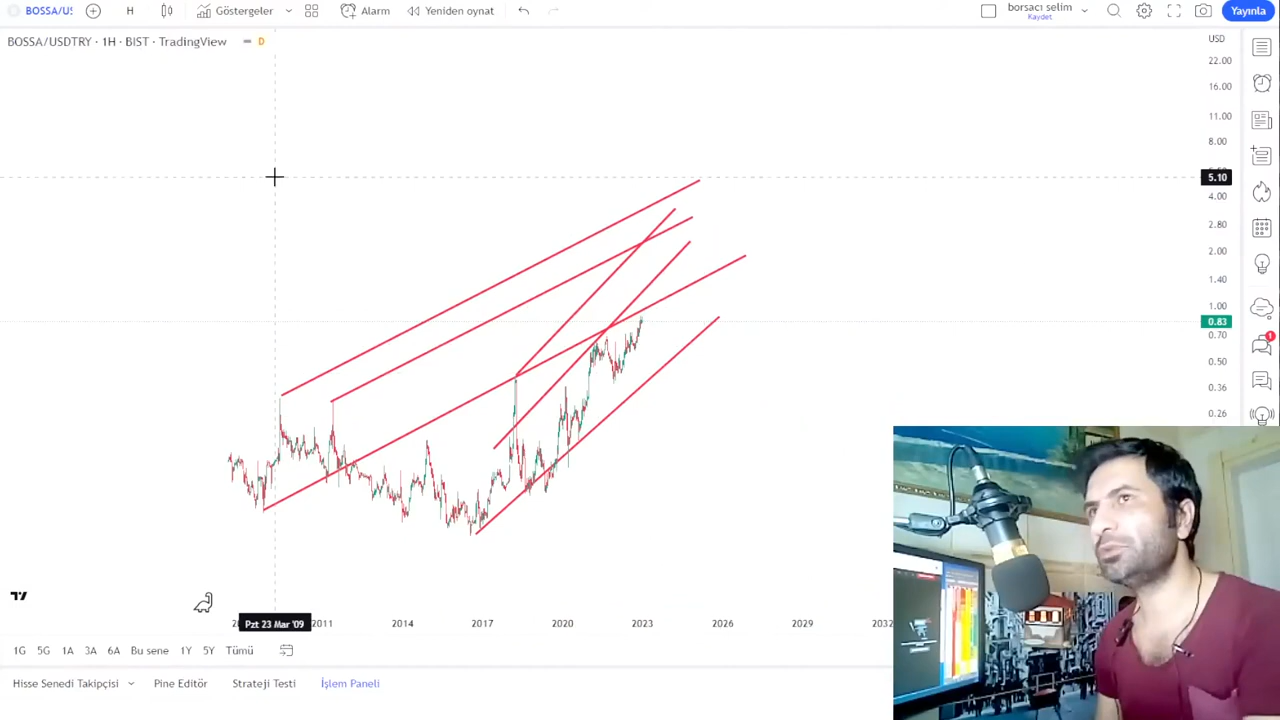 BOSSA/US
H
Göstergeler
Alarm
Yeniden oynat
borsacı selim
Kaydet
Yayınla
BOSSA/USDTRY · 1H · BIST · TradingView
D
USD
22.00
16.00
11.00
8.00
5.10
4.00
2.80
2.00
1.40
1.00
0.83
0.70
0.50
0.36
0.26
1
Pzt 23 Mar '09
2011
2014
2017
2020
2023
2026
2029
2032
1G 5G 1A 3A 6A Bu sene 1Y 5Y Tümü
Hisse Senedi Takipçisi
Pine Editör
Strateji Testi
İşlem Paneli